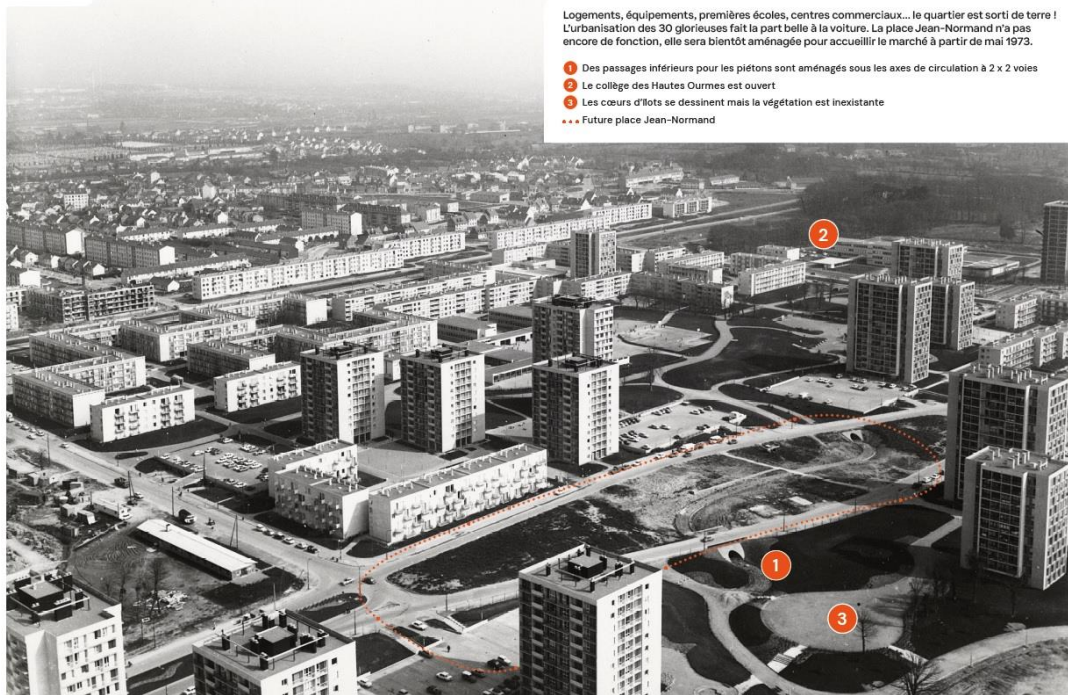 Logements, équipements, premières écoles, centres commerciaux... le quartier est sorti de terre !
L'urbanisation des 30 glorieuses fait la part belle à la voiture. La place Jean-Normand n'a pas
encore de fonction, elle sera bientôt aménagée pour accueillir le marché à partir de mai 1973.
1 Des passages inférieurs pour les piétons sont aménagés sous les axes de circulation à 2 x 2 voies
2 Le collège des Hautes Ourmes est ouvert
3 Les cœurs d'îlots se dessinent mais la végétation est inexistante
Future place Jean-Normand
2
1
3